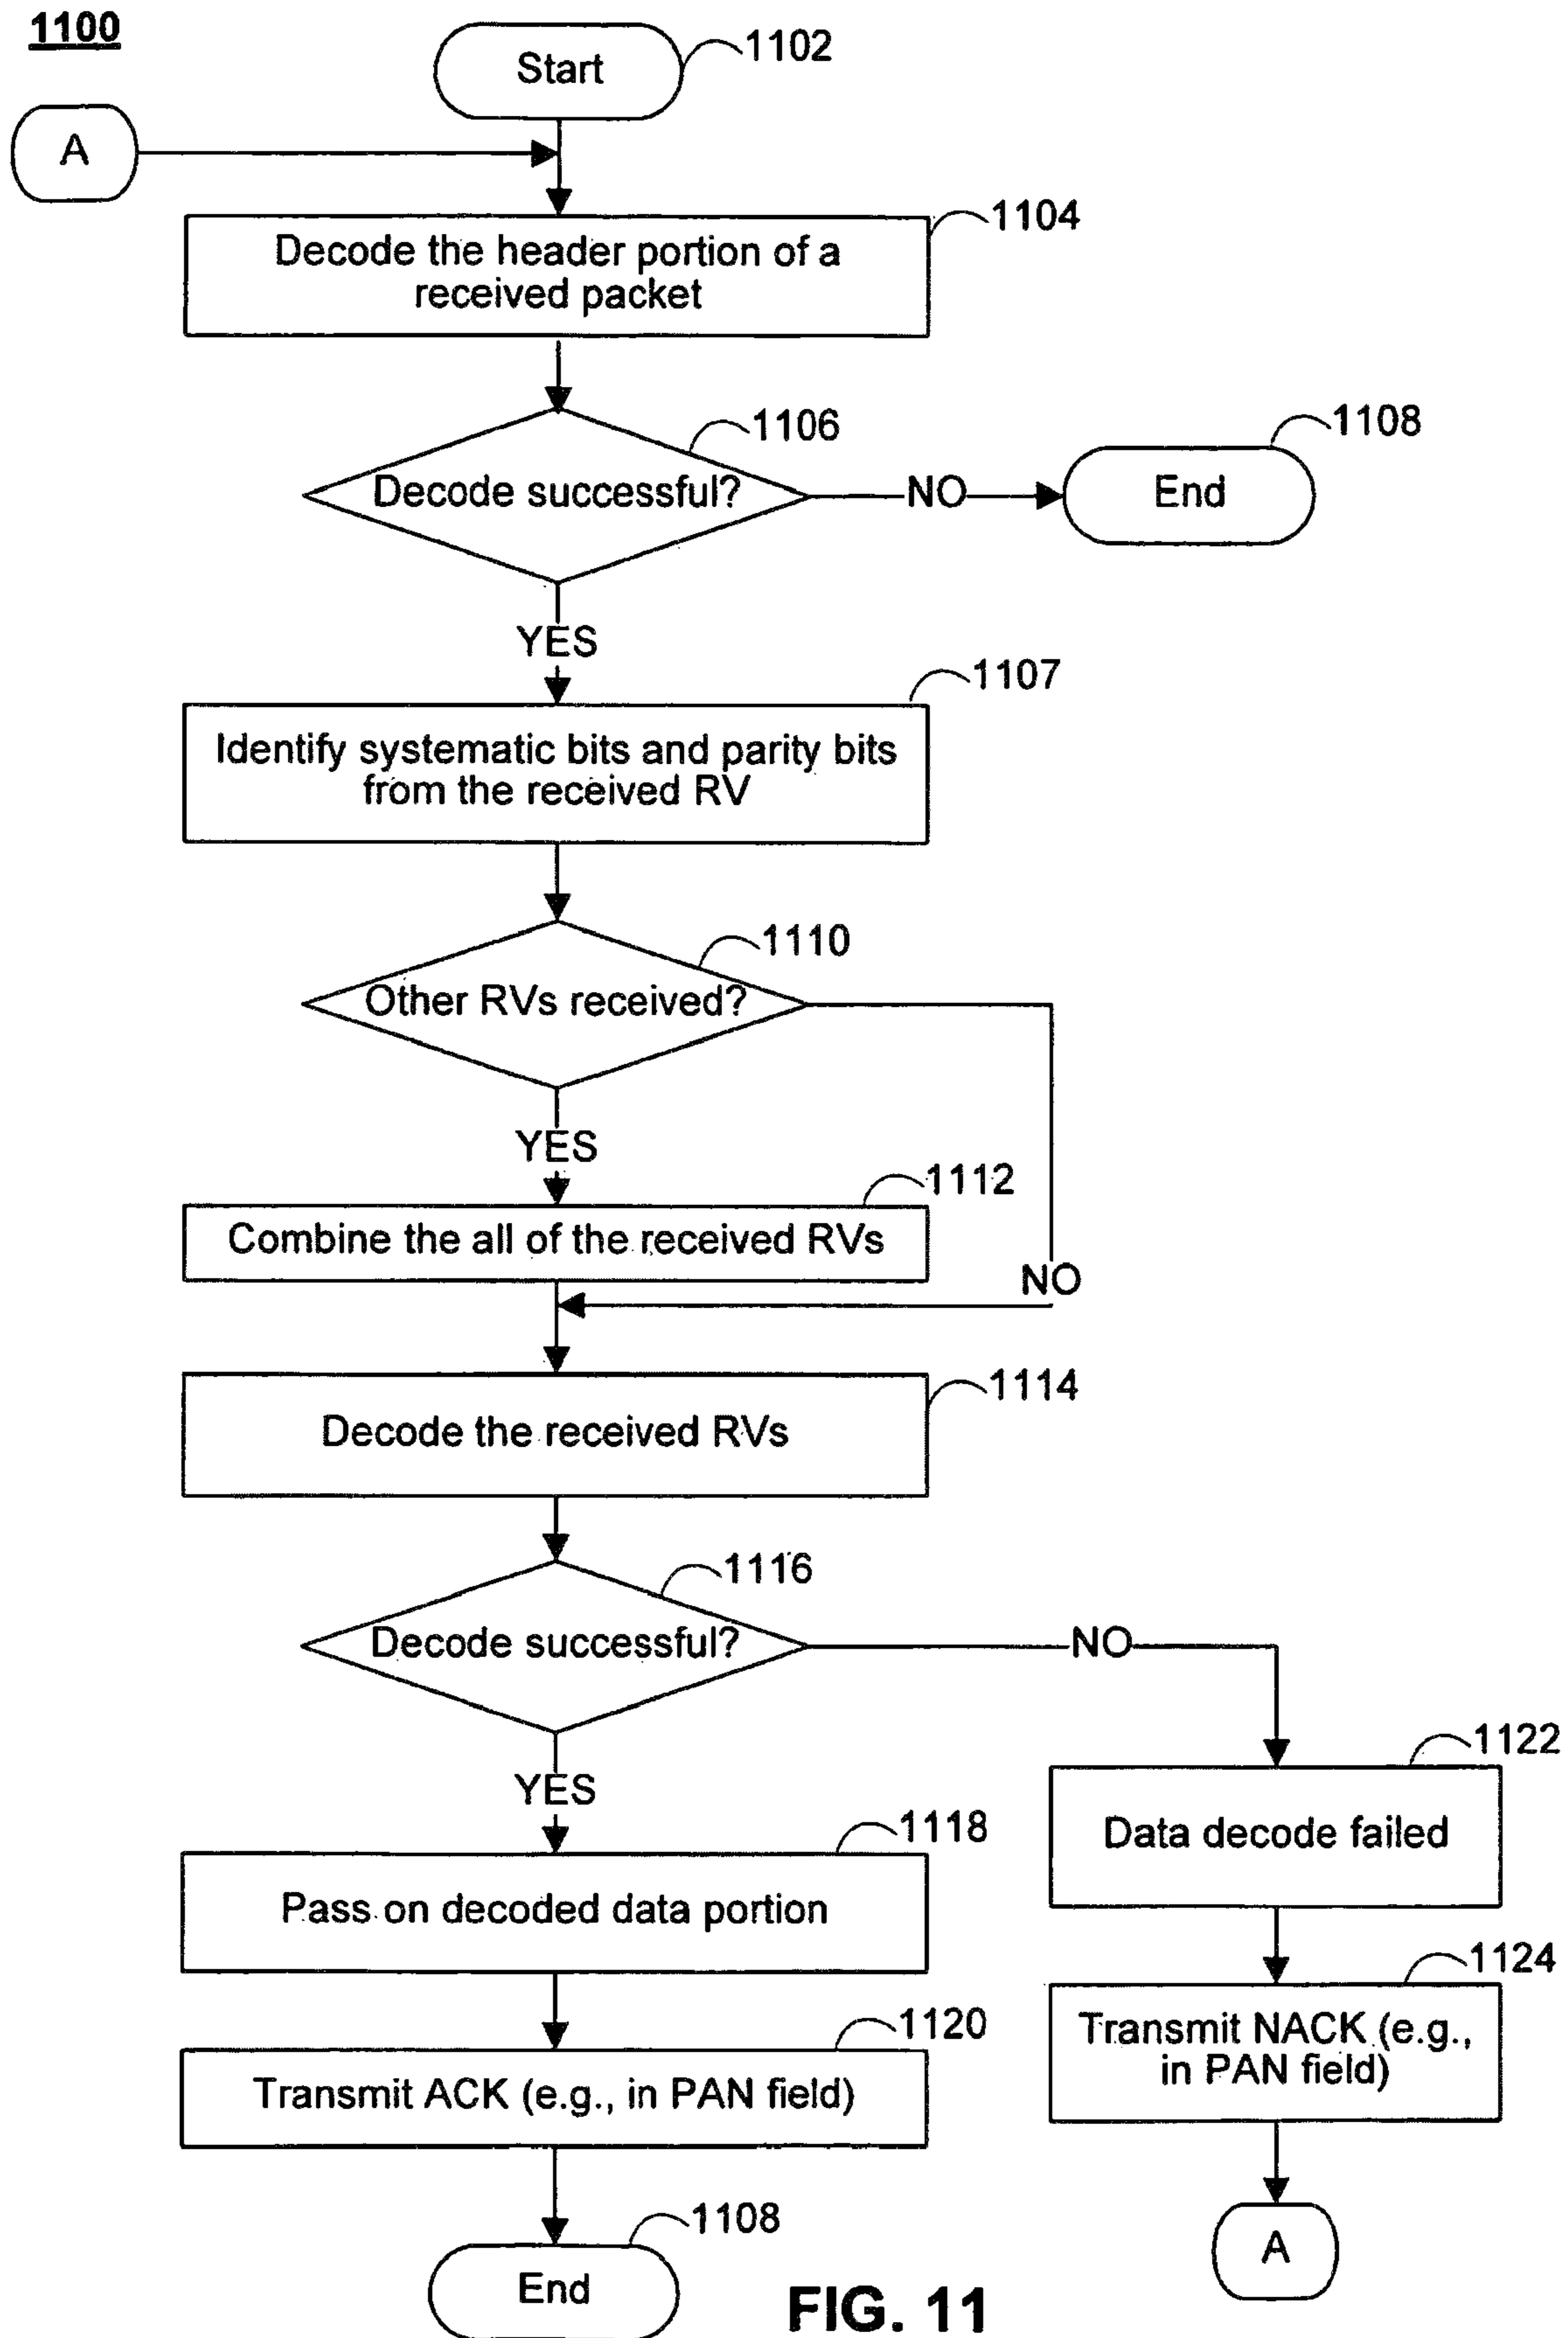 1100
Start
1102
A
1104
Decode the header portion of a
received packet
1106
1108
Decode successful?
NO
End
YES
1107
Identify systematic bits and parity bits
from the received RV
1110
Other RVs received?
YES
1112
Combine the all of the received RVs
NO
1114
Decode the received RVs
1116
Decode successful?
NO
1122
YES
1118
Data decode failed
Pass on decoded data portion
1124
1120
Transmit NACK (e.g.,
in PAN field)
Transmit ACK (e.g., in PAN field)
1108
A
End
FIG. 11